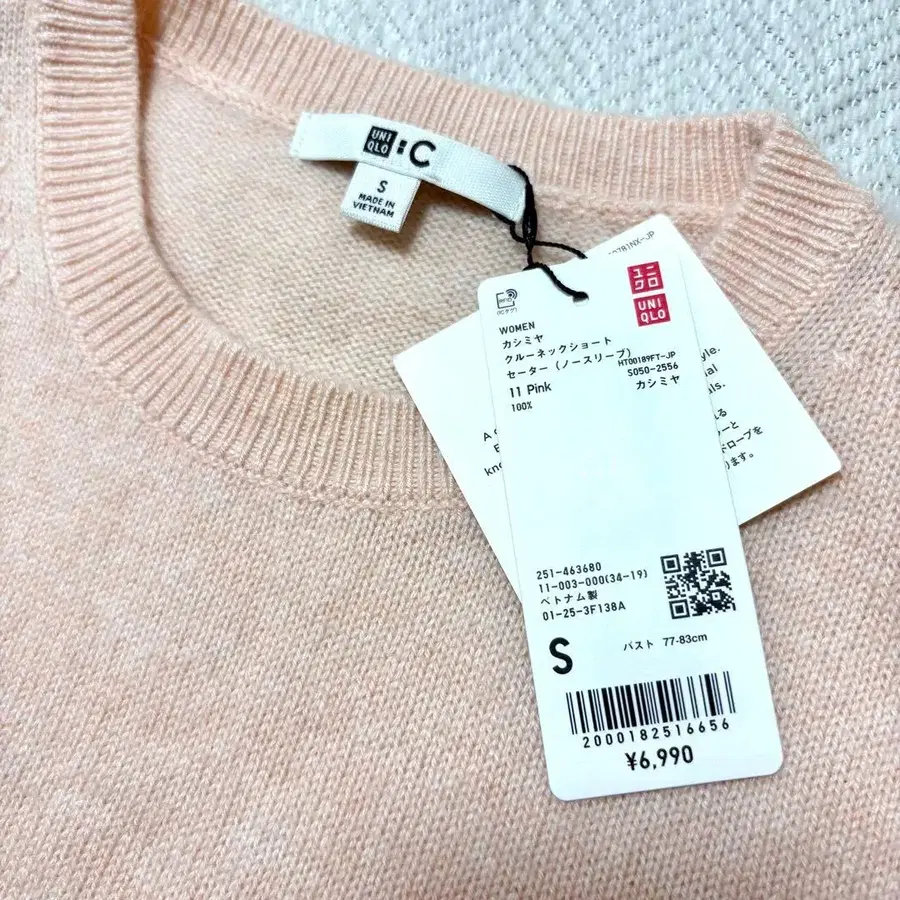 UNI
QLO
:C
S
MADE IN
VIETNAM
ユニ
クロ
UNI
QLO
WOMEN
カシミヤ
クルーネックショート
セーター（ノースリーブ）
HT00189FT-JP
11 Pink
S050-2556
100%
カシミヤ
251-463680
11-003-000(34-19)
ベトナム製
01-25-3F138A
S
バスト 77-83cm
2000182516656
¥6,990